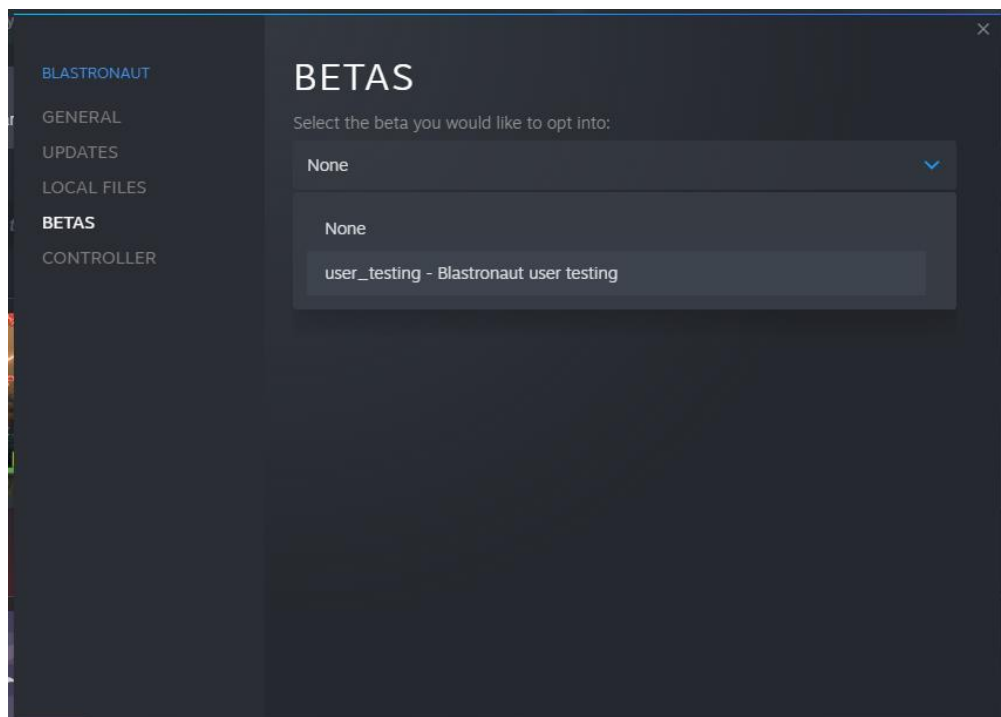 BLASTRONAUT
GENERAL
UPDATES
LOCAL FILES
BETAS
CONTROLLER
BETAS
Select the beta you would like to opt into:
None
None
user_testing - Blastronaut user testing